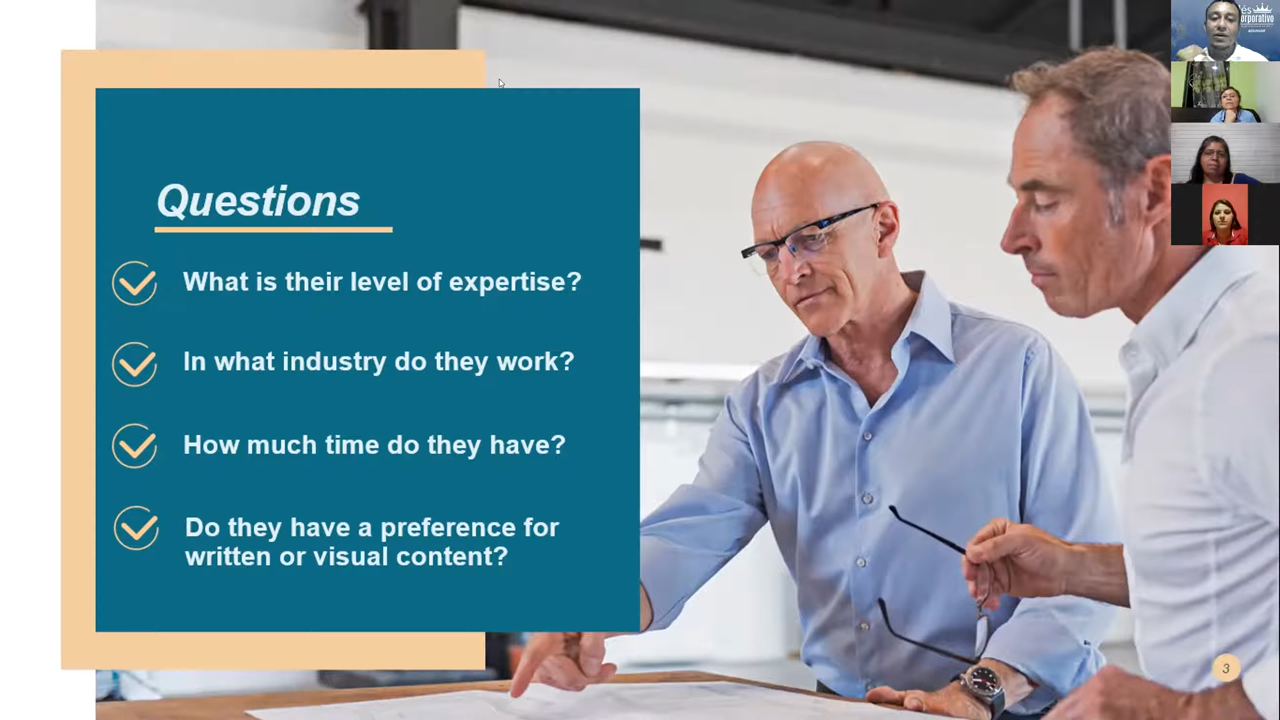 Questions
What is their level of expertise?
In what industry do they work?
How much time do they have?
Do they have a preference for
written or visual content?
3